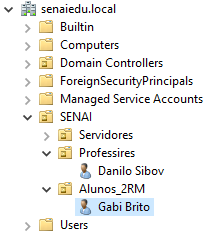 senaiedu.local
Builtin
Computers
Domain Controllers
ForeignSecurityPrincipals
Managed Service Accounts
SENAI
Servidores
Professires
Danilo Sibov
Alunos_2RM
Gabi Brito
Users